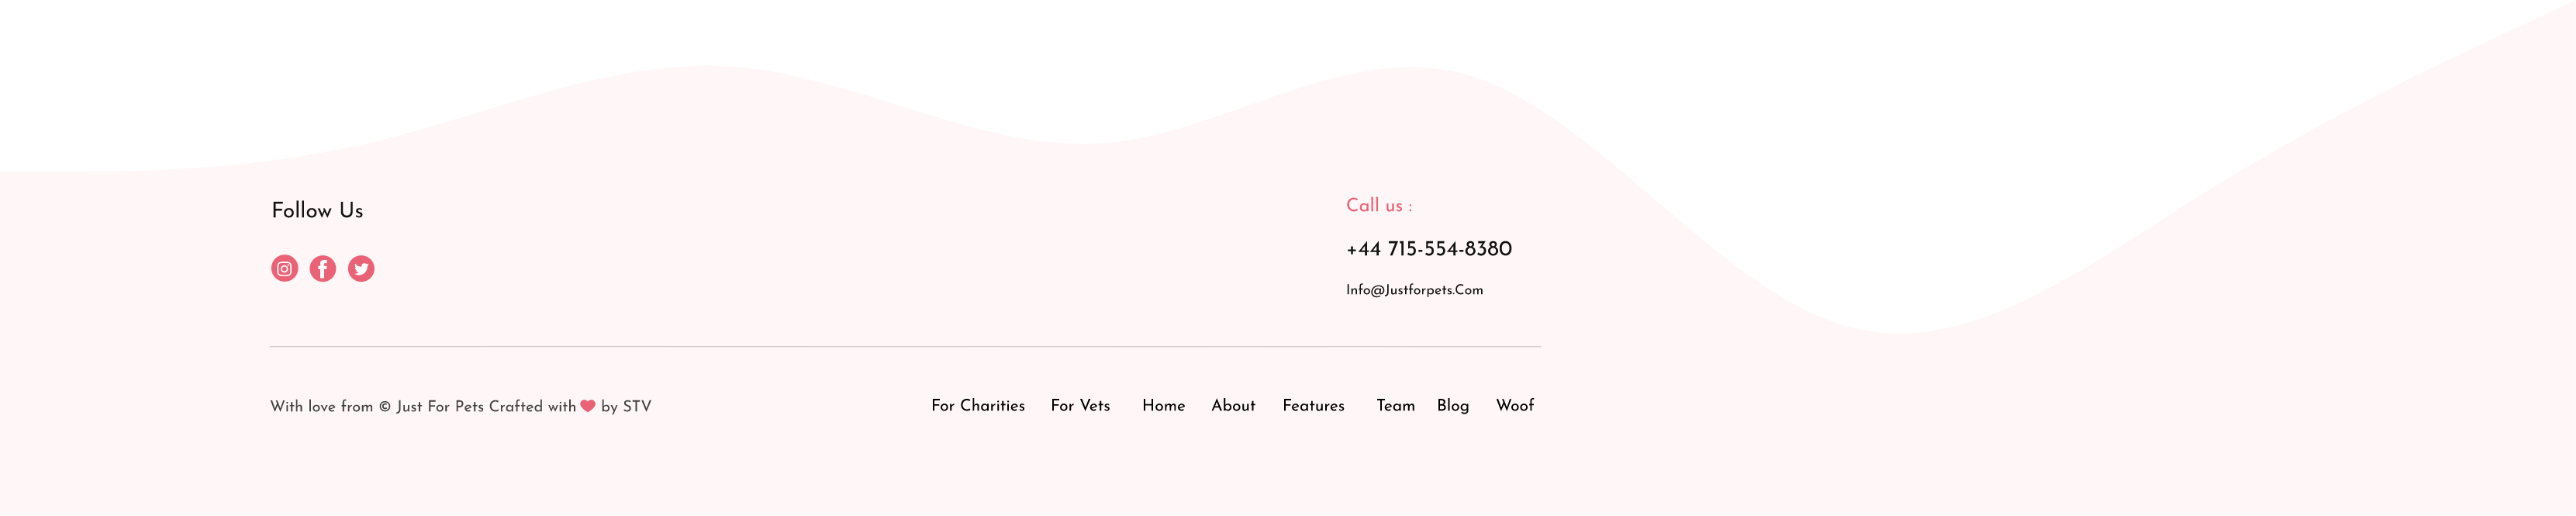 Follow Us
Call us :
+44 715-554-8380
Info@Justforpets.Com
With love from © Just For Pets Crafted with by STV
For Charities For Vets Home About Features Team Blog Woof